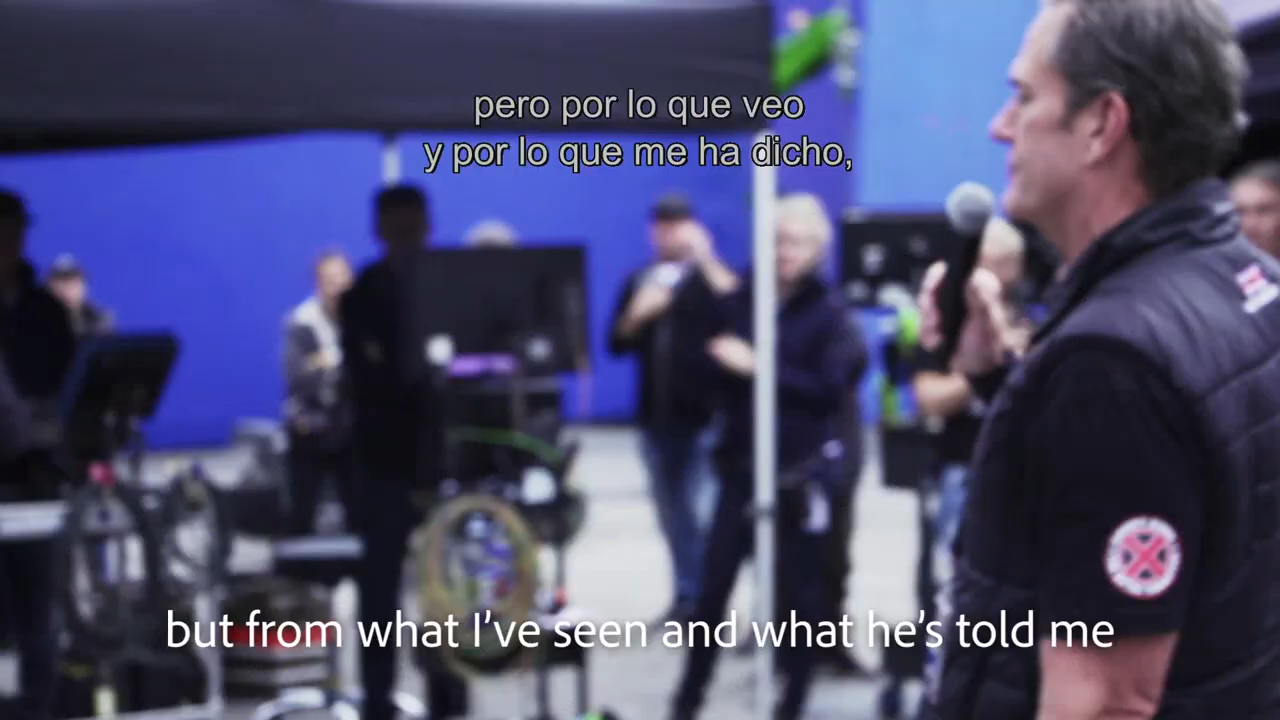 pero por lo que veo
y por lo que me ha dicho,
but from what I've seen and what he's told me